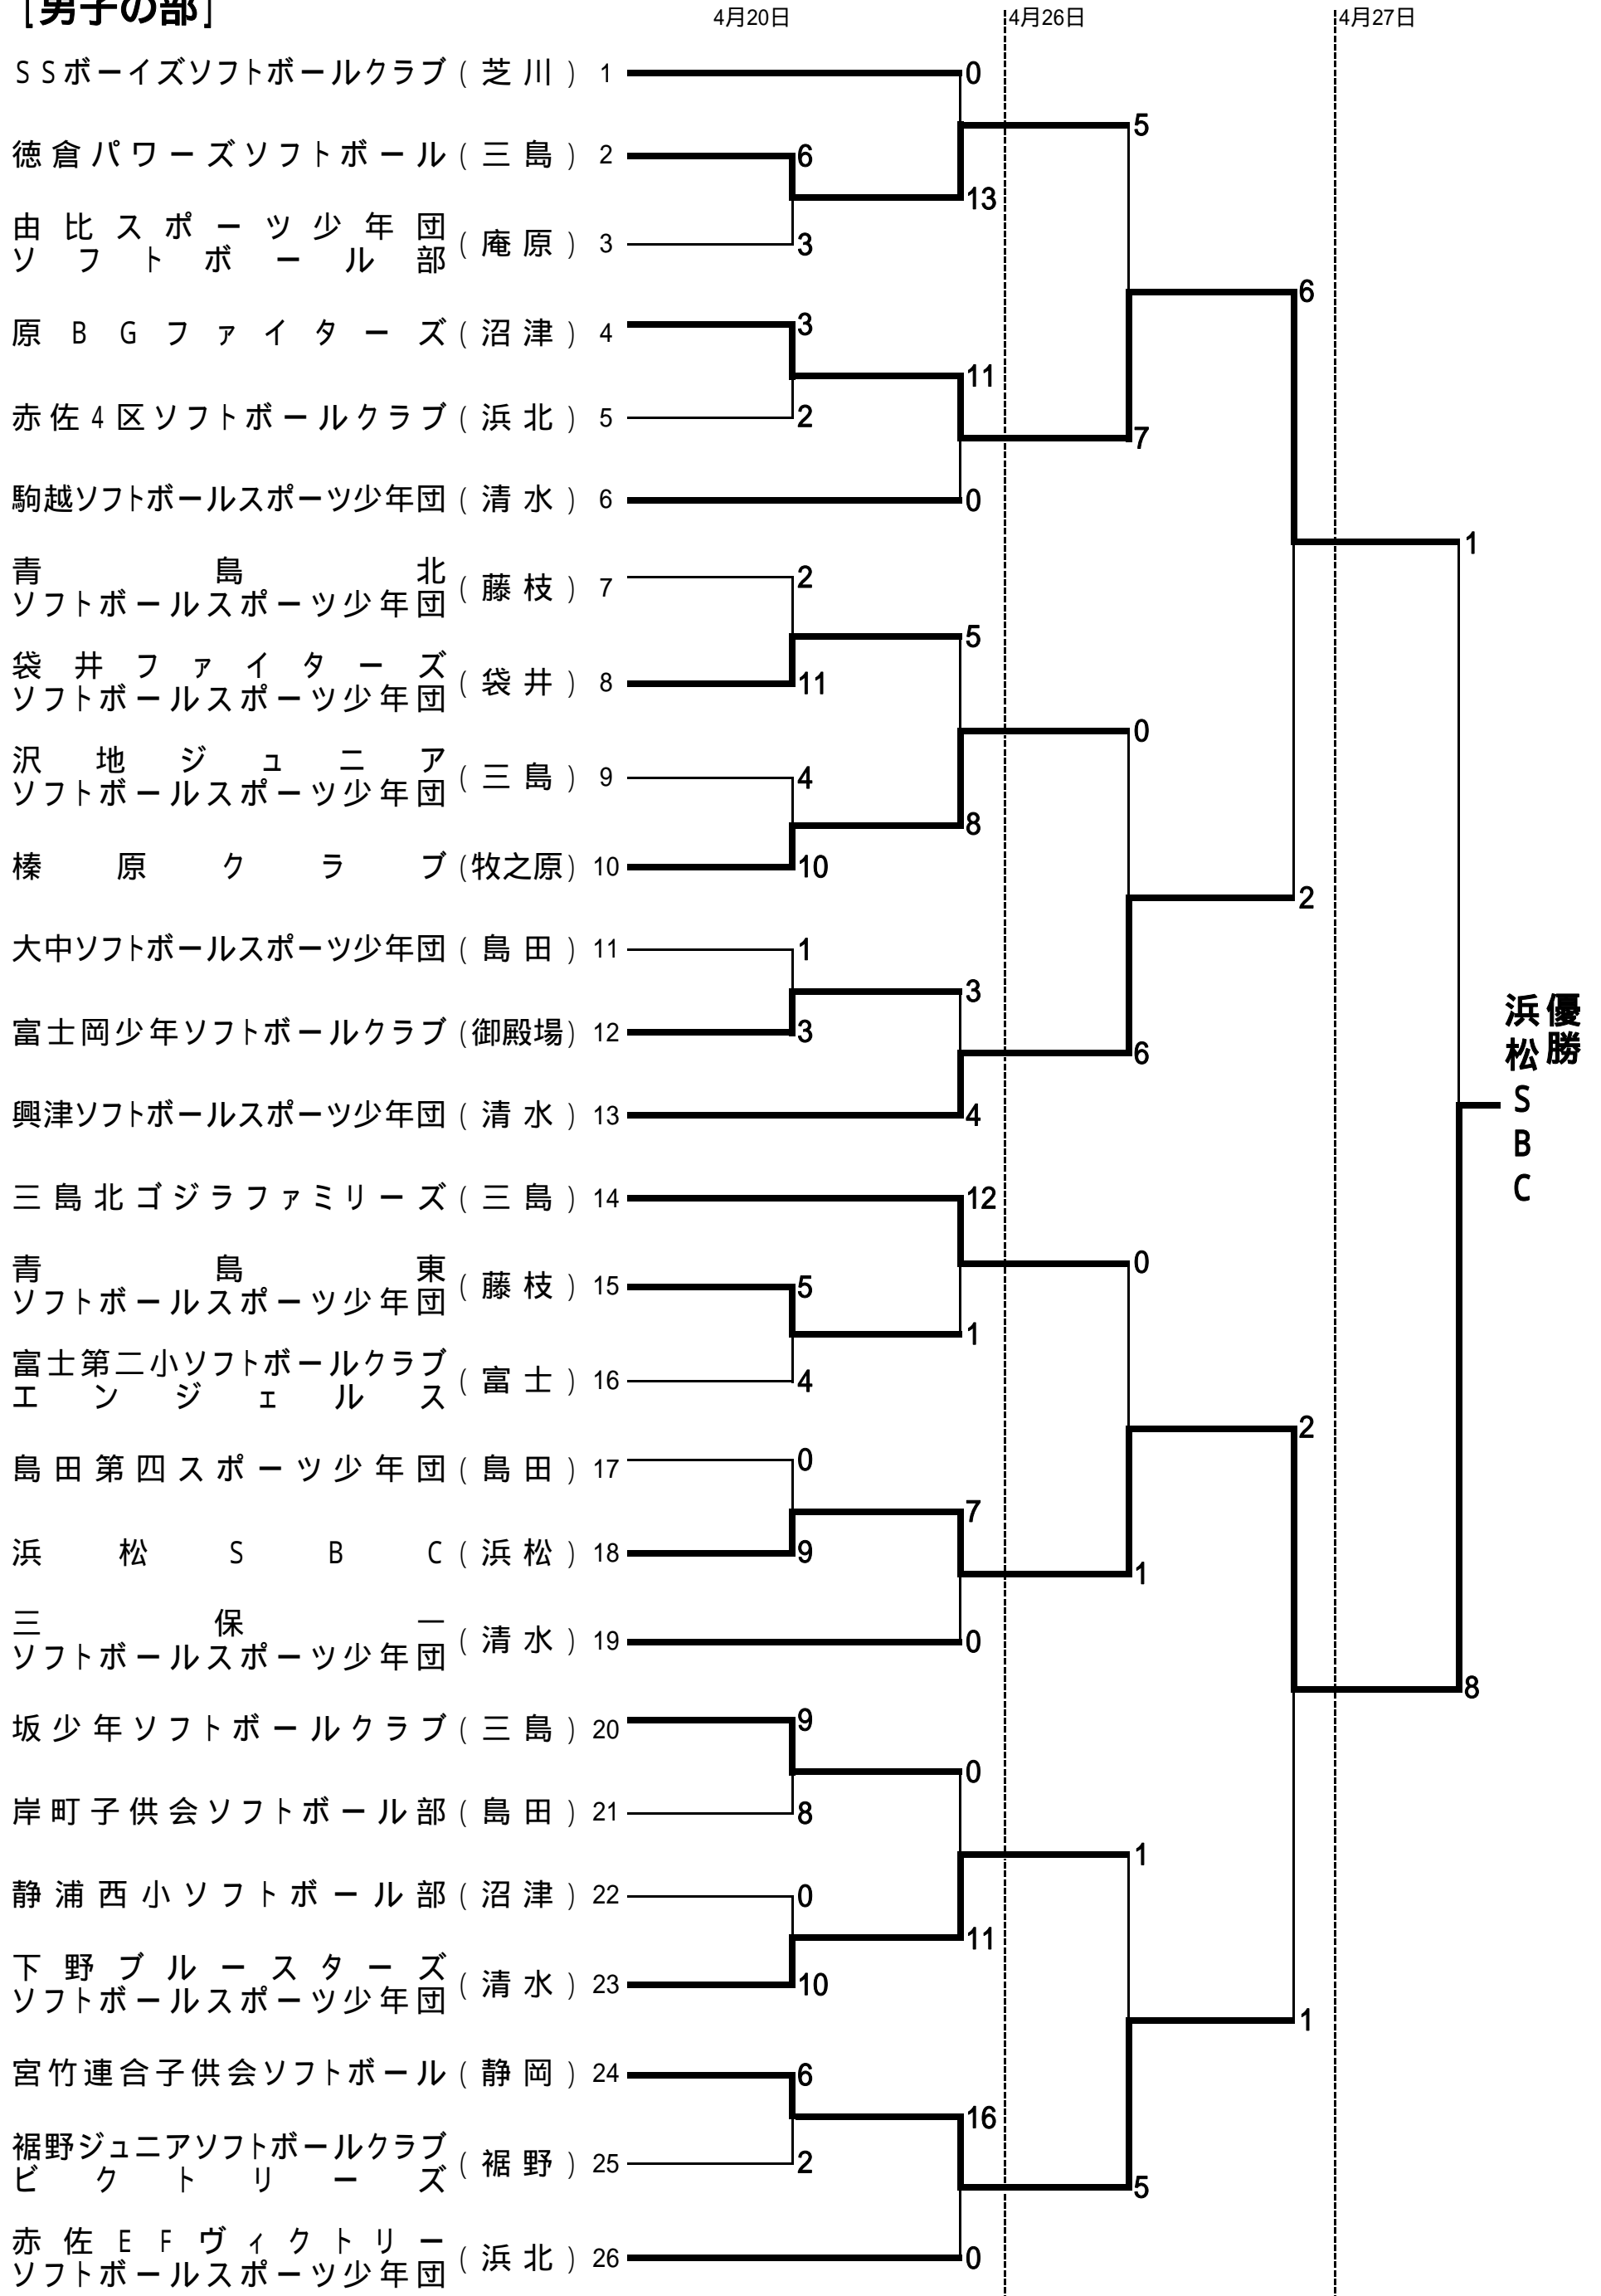 [男子の部]
4月20日 4月26日 4月27日
SSボーイズソフトボールクラブ(芝川) 1 0
5
徳倉パワーズソフトボール(三島) 2 6
13
由比スポーツ少年団
ソフトボール部
(庵原) 3 3
6
原BGファイターズ(沼津) 4 3
11
赤佐4区ソフトボールクラブ(浜北) 5 2
7
駒越ソフトボールスポーツ少年団(清水) 6 0
1
青島北
ソフトボールスポーツ少年団
(藤枝) 7 2
5
袋井ファイターズ
ソフトボールスポーツ少年団
(袋井) 8 11
0
沢地ジュニア
ソフトボールスポーツ少年団
(三島) 9 4
8
榛原クラブ(牧之原) 10 10
2
大中ソフトボールスポーツ少年団(島田) 11 1
3
富士岡少年ソフトボールクラブ(御殿場) 12 3
6
興津ソフトボールスポーツ少年団(清水) 13 4
優勝
浜松SBC
三島北ゴジラファミリーズ(三島) 14 12
0
青島東
ソフトボールスポーツ少年団
(藤枝) 15 5
1
富士第二小ソフトボールクラブ
エンジェルス
(富士) 16 4
2
島田第四スポーツ少年団(島田) 17 0
7
浜松SBC(浜松) 18 9
1
三保一
ソフトボールスポーツ少年団
(清水) 19 0
8
坂少年ソフトボールクラブ(三島) 20 9
0
岸町子供会ソフトボール部(島田) 21 8
1
静浦西小ソフトボール部(沼津) 22 0
11
下野ブルースターズ
ソフトボールスポーツ少年団
(清水) 23 10
1
宮竹連合子供会ソフトボール(静岡) 24 6
16
裾野ジュニアソフトボールクラブ
ビクトリーズ
(裾野) 25 2
5
赤佐EFヴィクトリー
ソフトボールスポーツ少年団
(浜北) 26 0